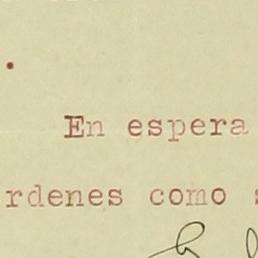 .
En espera
rdenes como s